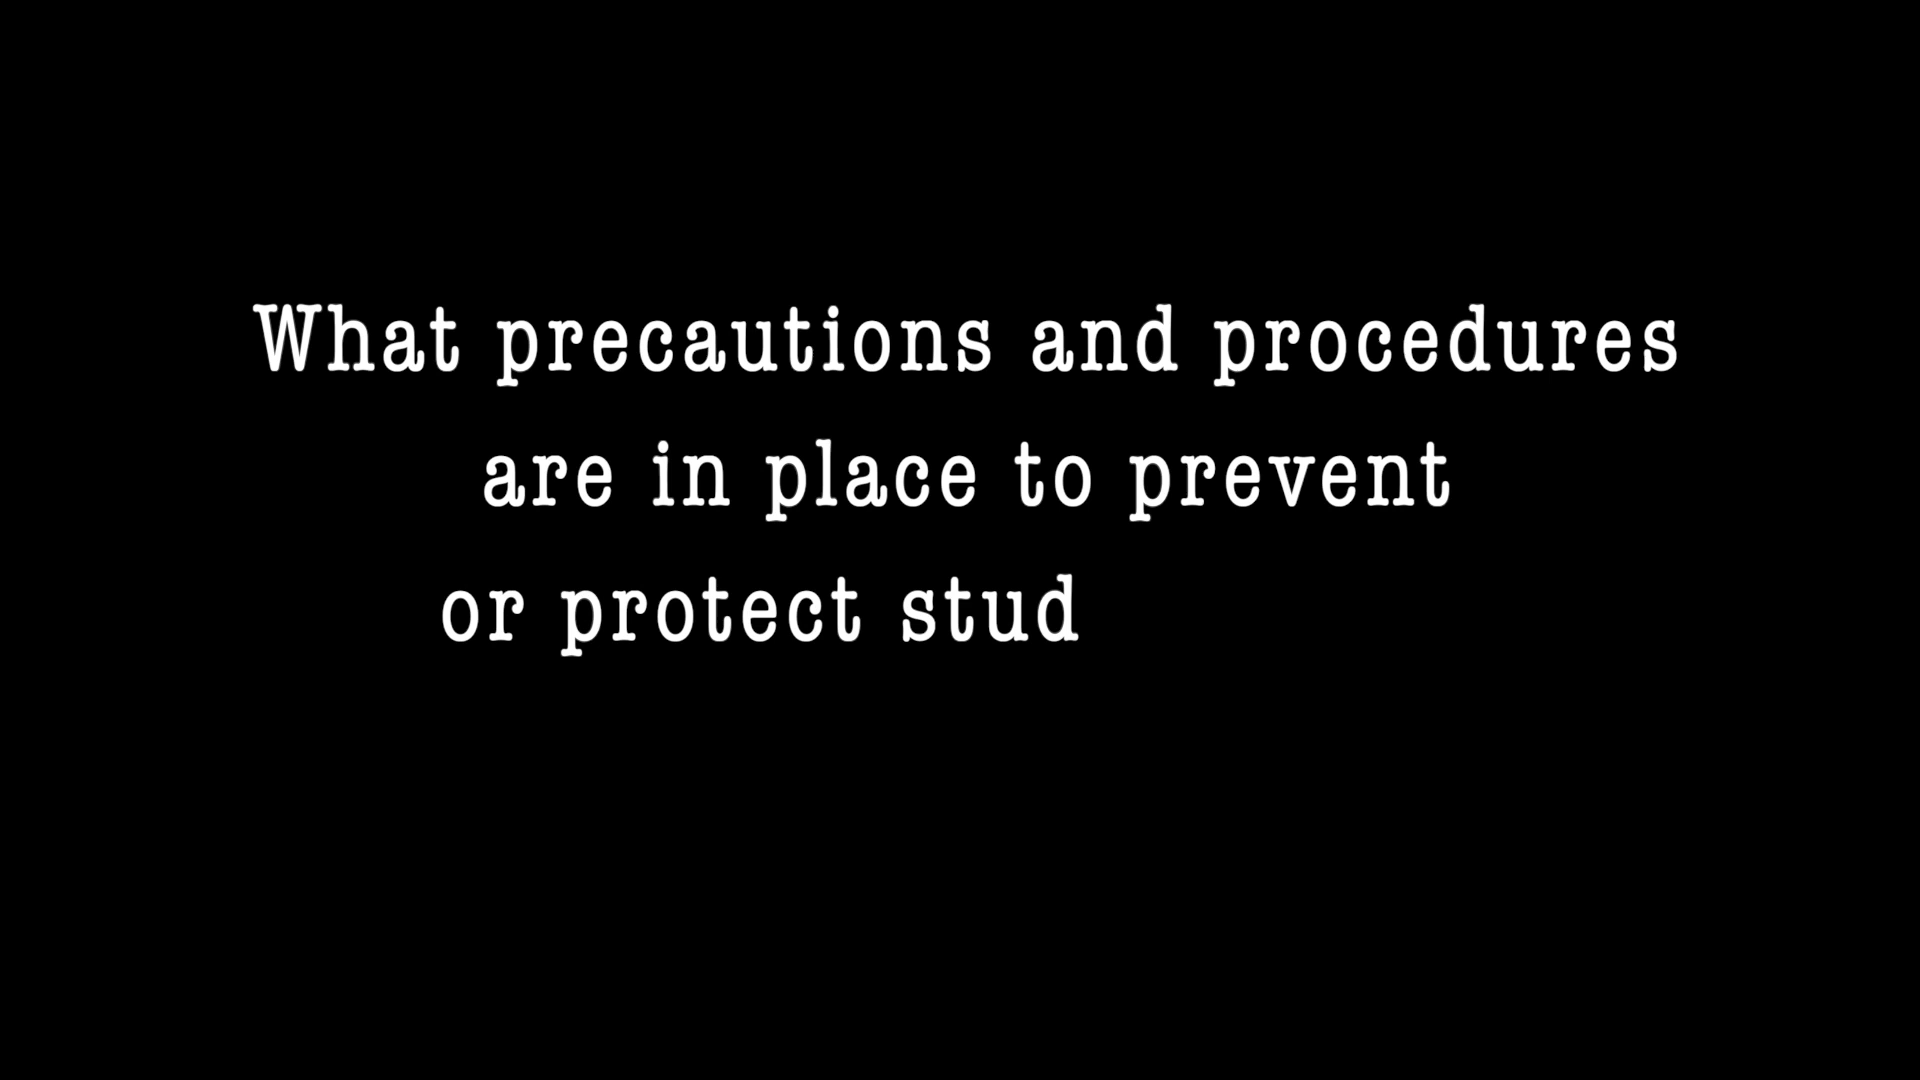 What precautions and procedures
are in place to prevent
or protect stud